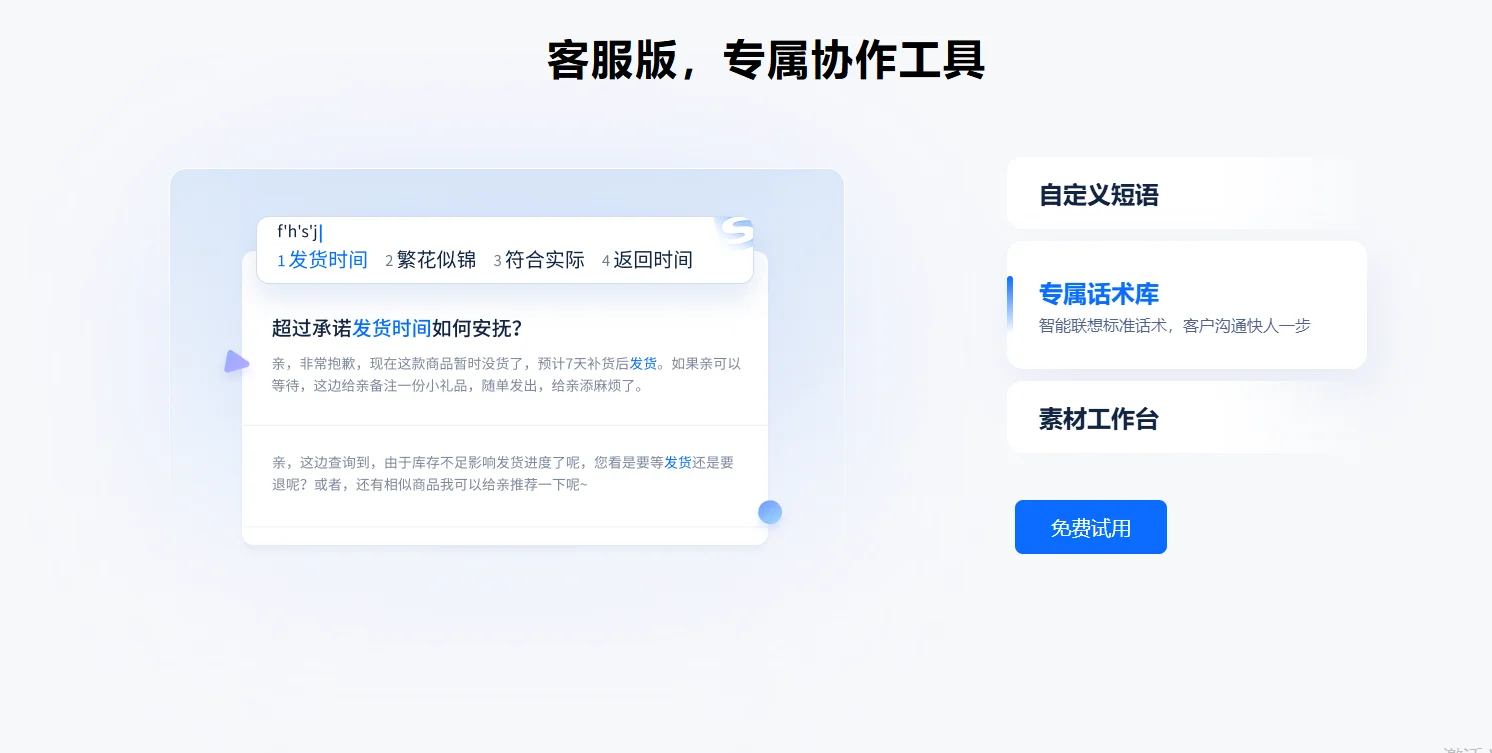 客服版，专属协作工具
f'h's'j
1 发货时间 2 繁花似锦 3 符合实际 4 返回时间
超过承诺发货时间如何安抚？
亲，非常抱歉，现在这款商品暂时没货了，预计7天补货后发货。如果亲可以
等待，这边给亲备注一份小礼品，随单发出，给亲添麻烦了。
亲，这边查询到，由于库存不足影响发货进度了呢，您看是要等发货还是要
退呢？或者，还有相似商品我可以给亲推荐一下呢~
自定义短语
专属话术库
智能联想标准话术，客户沟通快人一步
素材工作台
免费试用